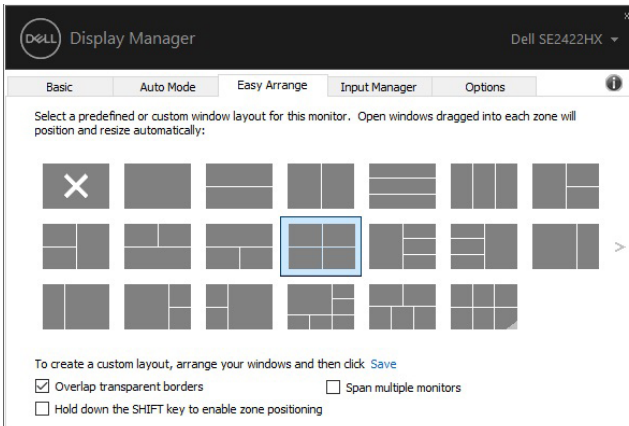 DELL Display Manager
Dell SE2422HX
Basic Auto Mode Easy Arrange Input Manager Options
Select a predefined or custom window layout for this monitor. Open windows dragged into each zone will
position and resize automatically:
To create a custom layout, arrange your windows and then click Save
Overlap transparent borders
Span multiple monitors
Hold down the SHIFT key to enable zone positioning